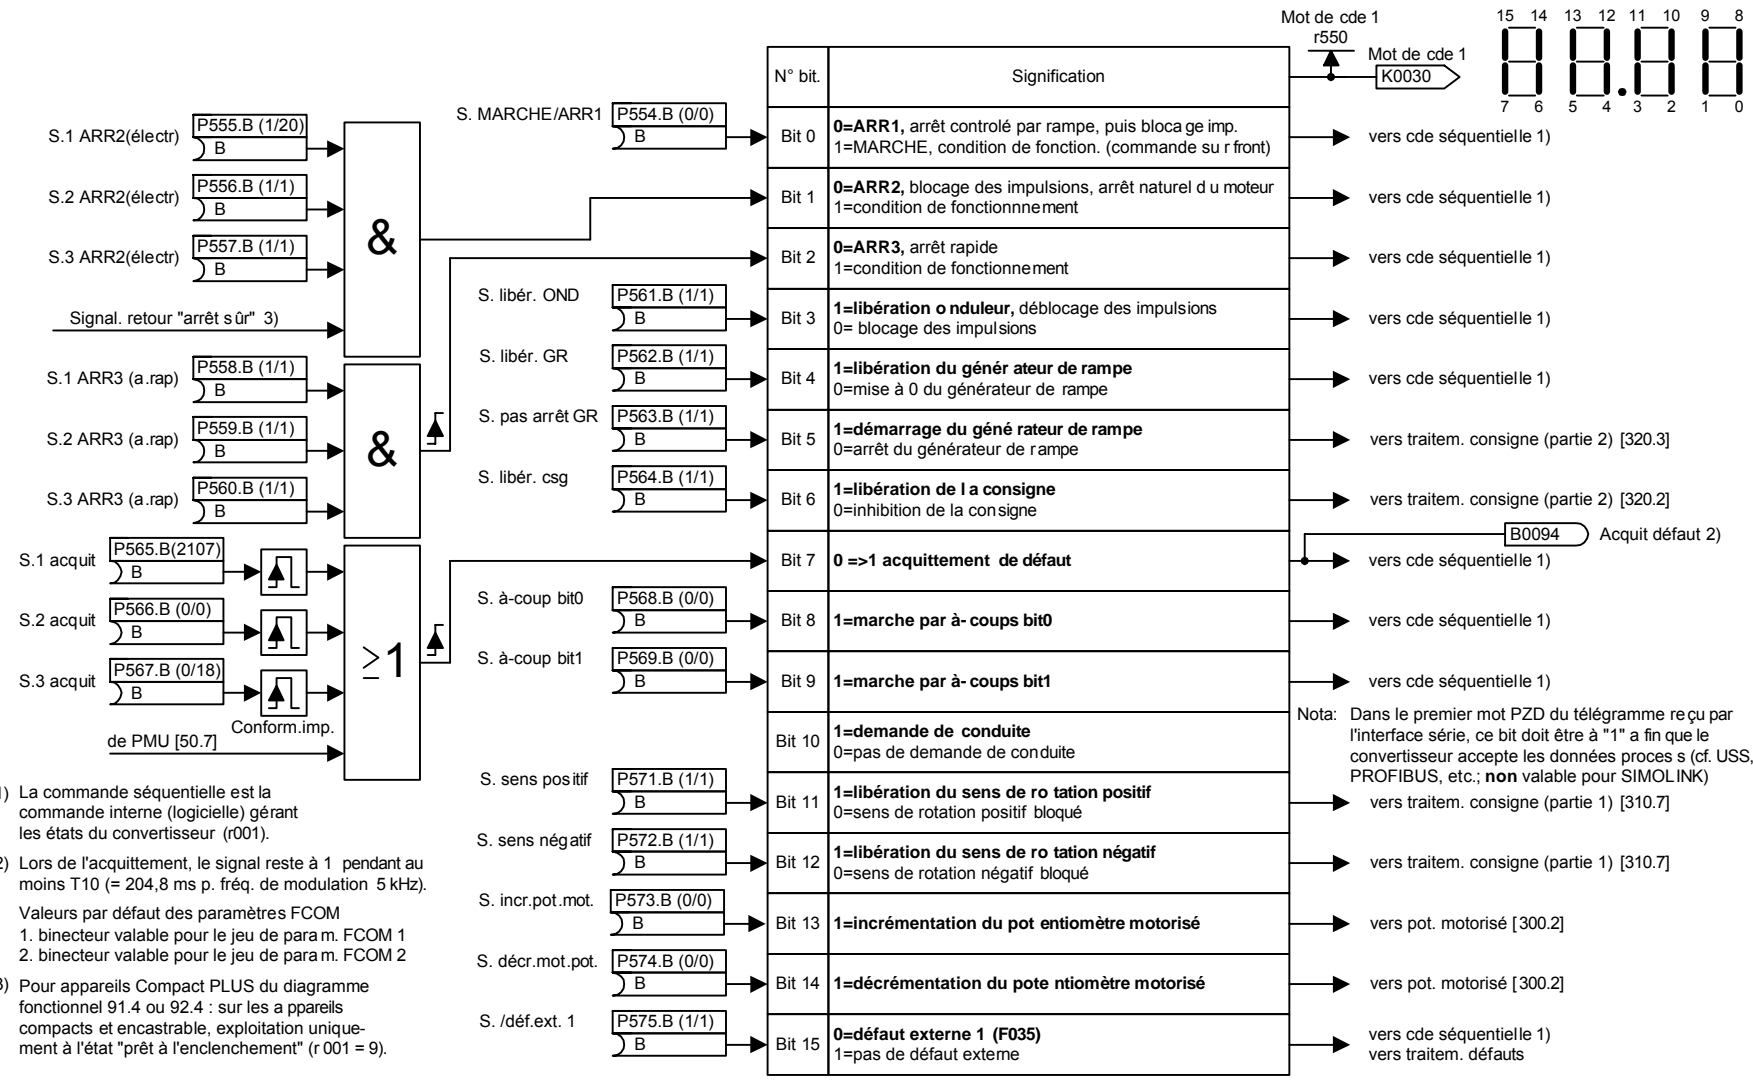 Mot de cde 1
r550
Mot de cde 1
K0030
15 14 13 12 11 10 9 8
7 6 5 4 3 2 1 0
N° bit. Signification
S.1 ARR2(électr) P555.B (1/20)
B
S.2 ARR2(électr) P556.B (1/1)
B
S.3 ARR2(électr) P557.B (1/1)
B
Signal. retour "arrêt sûr" 3)
&
S.1 ARR3 (a.rap) P558.B (1/1)
B
S.2 ARR3 (a.rap) P559.B (1/1)
B
S.3 ARR3 (a.rap) P560.B (1/1)
B
&
S.1 acquit P565.B(2107)
B
S.2 acquit P566.B (0/0)
B
S.3 acquit P567.B (0/18)
B
Conform.imp.
de PMU [50.7]
≥1
S. MARCHE/ARR1 P554.B (0/0)
B
Bit 0 0=ARR1, arrêt controlé par rampe, puis blocage imp.
1=MARCHE, condition de fonction. (commande sur front)
vers cde séquentielle 1)
Bit 1 0=ARR2, blocage des impulsions, arrêt naturel du moteur
1=condition de fonctionnnement
vers cde séquentielle 1)
Bit 2 0=ARR3, arrêt rapide
1=condition de fonctionnement
vers cde séquentielle 1)
S. libér. OND P561.B (1/1)
B
Bit 3 1=libération onduleur, déblocage des impulsions
0= blocage des impulsions
vers cde séquentielle 1)
S. libér. GR P562.B (1/1)
B
Bit 4 1=libération du générateur de rampe
0=mise à 0 du générateur de rampe
vers cde séquentielle 1)
S. pas arrêt GR P563.B (1/1)
B
Bit 5 1=démarrage du générateur de rampe
0=arrêt du générateur de rampe
vers traitem. consigne (partie 2) [320.3]
S. libér. csg P564.B (1/1)
B
Bit 6 1=libération de la consigne
0=inhibition de la consigne
vers traitem. consigne (partie 2) [320.2]
B0094 Acquit défaut 2)
Bit 7 0 =>1 acquittement de défaut
vers cde séquentielle 1)
S. à-coup bit0 P568.B (0/0)
B
Bit 8 1=marche par à-coups bit0
vers cde séquentielle 1)
S. à-coup bit1 P569.B (0/0)
B
Bit 9 1=marche par à-coups bit1
vers cde séquentielle 1)
Bit 10 1=demande de conduite
0=pas de demande de conduite
Nota: Dans le premier mot PZD du télégramme reçu par
l'interface série, ce bit doit être à "1" afin que le
convertisseur accepte les données process (cf. USS,
PROFIBUS, etc.; non valable pour SIMOLINK)
S. sens positif P571.B (1/1)
B
Bit 11 1=libération du sens de rotation positif
0=sens de rotation positif bloqué
vers traitem. consigne (partie 1) [310.7]
S. sens négatif P572.B (1/1)
B
Bit 12 1=libération du sens de rotation négatif
0=sens de rotation négatif bloqué
vers traitem. consigne (partie 1) [310.7]
S. incr.pot.mot. P573.B (0/0)
B
Bit 13 1=incrémentation du potentiomètre motorisé
vers pot. motorisé [300.2]
S. décr.mot.pot. P574.B (0/0)
B
Bit 14 1=décrémentation du potentiomètre motorisé
vers pot. motorisé [300.2]
S. /déf.ext. 1 P575.B (1/1)
B
Bit 15 0=défaut externe 1 (F035)
1=pas de défaut externe
vers cde séquentielle 1)
vers traitem. défauts
1) La commande séquentielle est la
commande interne (logicielle) gérant
les états du convertisseur (r001).
2) Lors de l'acquittement, le signal reste à 1 pendant au
moins T10 (= 204,8 ms p. fréq. de modulation 5 kHz).
Valeurs par défaut des paramètres FCOM
1. binecteur valable pour le jeu de param. FCOM 1
2. binecteur valable pour le jeu de param. FCOM 2
3) Pour appareils Compact PLUS du diagramme
fonctionnel 91.4 ou 92.4 : sur les appareils
compacts et encastrable, exploitation unique-
ment à l'état "prêt à l'enclenchement" (r001 = 9).